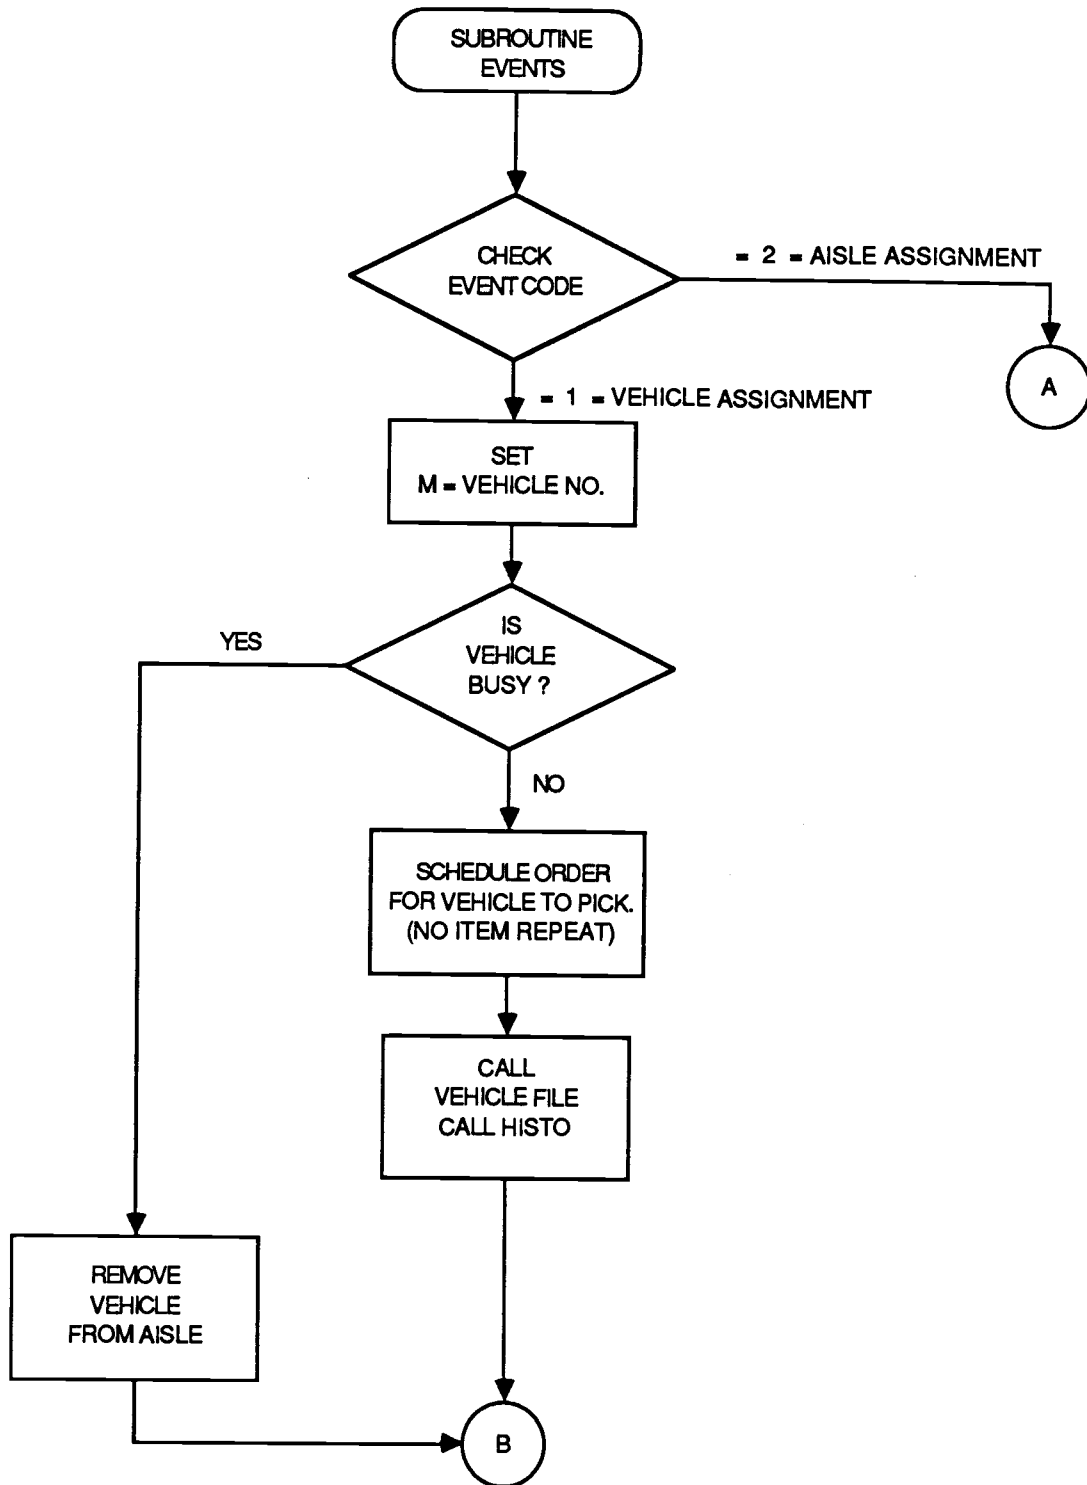 SUBROUTINE
EVENTS
CHECK
EVENT CODE
= 2 = AISLE ASSIGNMENT
A
= 1 = VEHICLE ASSIGNMENT
SET
M = VEHICLE NO.
IS
VEHICLE
BUSY ?
YES
NO
SCHEDULE ORDER
FOR VEHICLE TO PICK.
(NO ITEM REPEAT)
CALL
VEHICLE FILE
CALL HISTO
REMOVE
VEHICLE
FROM AISLE
B